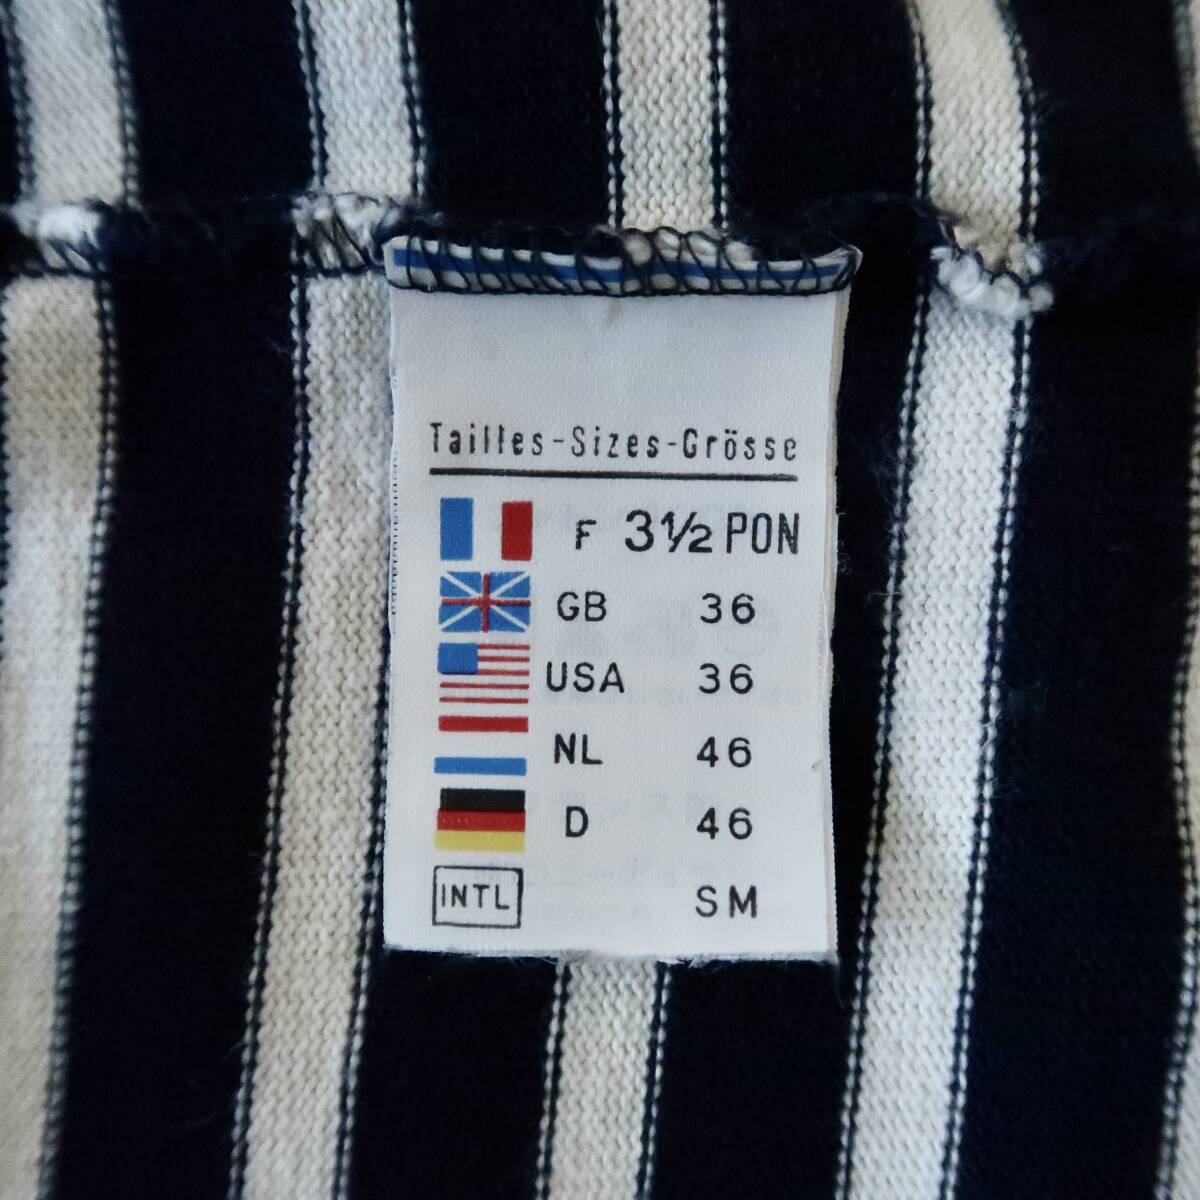 Tailles-Sizes-Grösse
F 3½ PON
GB 36
USA 36
NL 46
D 46
INTL SM